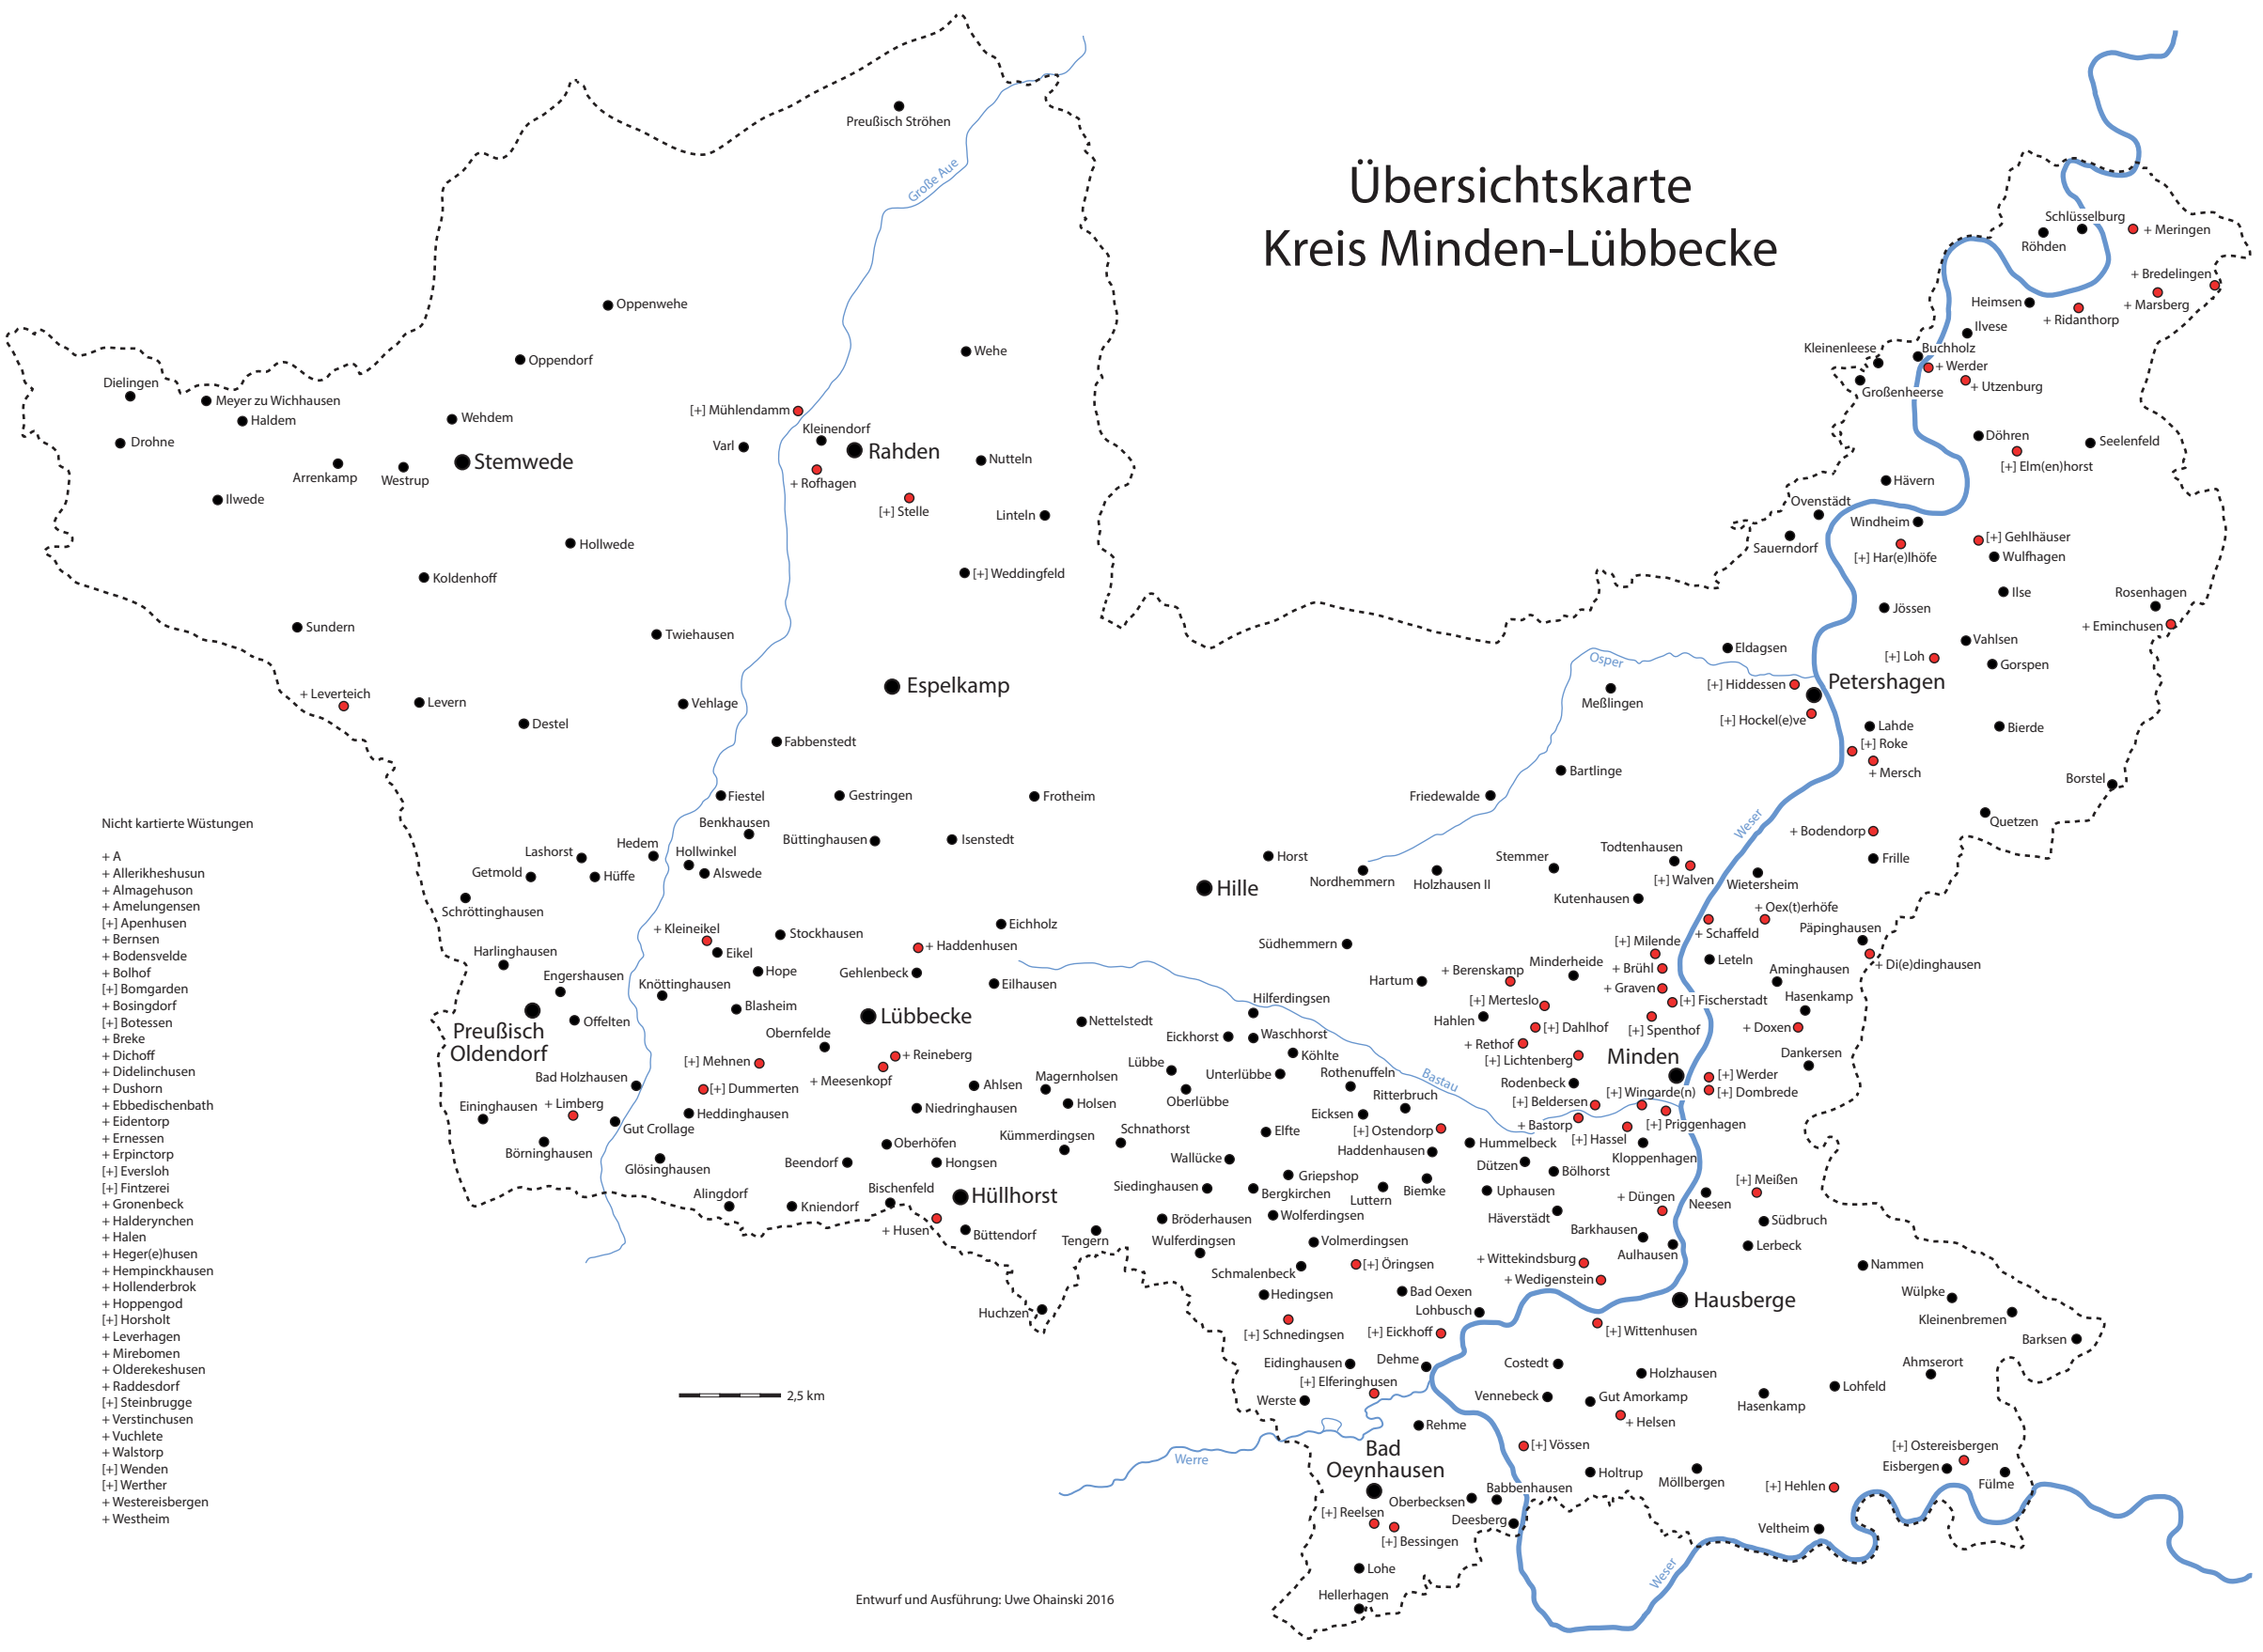 Übersichtskarte
Kreis Minden-Lübbecke
Preußisch Ströhen
Große Aue
Schlüsselburg
Röhden
+ Meringen
+ Bredelingen
+ Marsberg
Heimsen
+ Ridanthorp
Ilvese
Oppenwehe
Oppendorf
Wehe
Kleinenleese
Buchholz
+ Werder
+ Utzenburg
Großenheerse
Dielingen
Meyer zu Wichhausen
Haldem
Drohne
Wehdem
[+] Mühlendamm
Kleinendorf
Varl
Rahden
Stemwede
Arrenkamp
Westrup
Ilwede
+ Rofhagen
Nutteln
[+] Stelle
Linteln
Döhren
Seelenfeld
[+] Elm(en)horst
Hävern
Ovenstädt
Windheim
Sauerndorf
[+] Har(e)lhöfe
[+] Gehlhäuser
Wulfhagen
Hollwede
Koldenhoff
[+] Weddingfeld
Ilse
Rosenhagen
Jössen
+ Eminchusen
Sundern
Twiehausen
Eldagsen
Vahlsen
[+] Loh
Gorspen
Osper
[+] Hiddessen
Petershagen
Meßlingen
[+] Hockel(e)ve
+ Leverteich
Levern
Destel
Vehlage
Espelkamp
Lahde
Bierde
[+] Roke
+ Mersch
Fabbenstedt
Bartlinge
Borstel
Fiestel
Gestringen
Frotheim
Friedewalde
Weser
Quetzen
+ Bodendorp
Frille
Benkhausen
Büttinghausen
Isenstedt
Lashorst
Hedem
Hollwinkel
Getmold
Hüffe
Alswede
Schröttinghausen
Horst
Hille
Nordhemmern
Holzhausen II
Stemmer
Todtenhausen
[+] Walven
Wietersheim
Kutenhausen
+ Oex(t)erhöfe
+ Schaffeld
Päpinghausen
+ Di(e)dinghausen
+ Kleineikel
Eikel
Stockhausen
Eichholz
+ Haddenhusen
Südhemmern
[+] Milende
+ Brühl
Leteln
Aminghausen
Harlinghausen
Engershausen
Knöttinghausen
Hope
Gehlenbeck
Eilhausen
Hartum
+ Berenskamp
Minderheide
+ Graven
[+] Fischerstadt
Hasenkamp
Blasheim
Hilferdingsen
[+] Merteslo
Hahlen
[+] Dahlhof
[+] Spenthof
+ Doxen
Preußisch
Oldendorf
Offelten
Lübbecke
Nettelstedt
Obernfelde
Eickhorst
Waschhorst
+ Rethof
Köhlte
[+] Lichtenberg
Minden
Dankersen
[+] Mehnen
+ Reineberg
+ Meesenkopf
Lübbe
Unterlübbe
Rothenuffeln
Bastau
Rodenbeck
[+] Werder
[+] Dombrede
[+] Wingarde(n)
Bad Holzhausen
[+] Dummerten
Ahlsen
Magernholsen
Oberlübbe
Ritterbruch
[+] Beldersen
Eininghausen
+ Limberg
Heddinghausen
Niedringhausen
Holsen
Eicksen
+ Bastorp
[+] Hassel
[+] Priggenhagen
Gut Crollage
Schnathorst
Elfte
[+] Ostendorp
Hummelbeck
Kloppenhagen
Börninghausen
Oberhöfen
Kümmerdingsen
Haddenhausen
Dützen
Bölhorst
Glösinghausen
Beendorf
Hongsen
Wallücke
Griepshop
Siedinghausen
Bergkirchen
Luttern
Biemke
Uphausen
[+] Meißen
Neesen
+ Düngen
Alingdorf
Kniendorf
Bischenfeld
Hüllhorst
Häverstädt
Südbruch
+ Husen
Büttendorf
Tengern
Bröderhausen
Wolferdingsen
Barkhausen
Aulhausen
Lerbeck
Wulferdingsen
Volmerdingsen
+ Wittekindsburg
Schmalenbeck
[+] Öringsen
+ Wedigenstein
Nammen
Huchzen
Hedingsen
Bad Oexen
Lohbusch
Hausberge
Wülpke
Kleinenbremen
[+] Schnedingsen
[+] Eickhoff
[+] Wittenhusen
Barksen
Eidinghausen
Dehme
Costedt
Holzhausen
Ahmserort
[+] Elferinghusen
Werste
Vennebeck
Gut Amorkamp
Hasenkamp
Lohfeld
+ Helsen
Rehme
[+] Vössen
Werre
Bad
Oeynhausen
Holtrup
Möllbergen
[+] Ostereisbergen
Eisbergen
Fülme
[+] Hehlen
Babbenhausen
Oberbecksen
[+] Reelsen
Deesberg
[+] Bessingen
Veltheim
Weser
Lohe
Hellerhagen
2,5 km
Entwurf und Ausführung: Uwe Ohainski 2016
Nicht kartierte Wüstungen
+ A
+ Allerikheshusun
+ Almagehuson
+ Amelungensen
[+] Apenhusen
+ Bernsen
+ Bodensvelde
+ Bolhof
[+] Bomgarden
+ Bosingdorf
[+] Botessen
+ Breke
+ Dichoff
+ Didelinchusen
+ Dushorn
+ Ebbedischenbath
+ Eidentorp
+ Ernessen
+ Erpinctorp
[+] Eversloh
[+] Fintzerei
+ Gronenbeck
+ Halderynchen
+ Halen
+ Heger(e)husen
+ Hempinckhausen
+ Hollenderbrok
+ Hoppengod
[+] Horsholt
+ Leverhagen
+ Mirebomen
+ Olderekeshusen
+ Raddesdorf
[+] Steinbrugge
+ Verstinchusen
+ Vuchlete
+ Walstorp
[+] Wenden
[+] Werther
+ Westereisbergen
+ Westheim